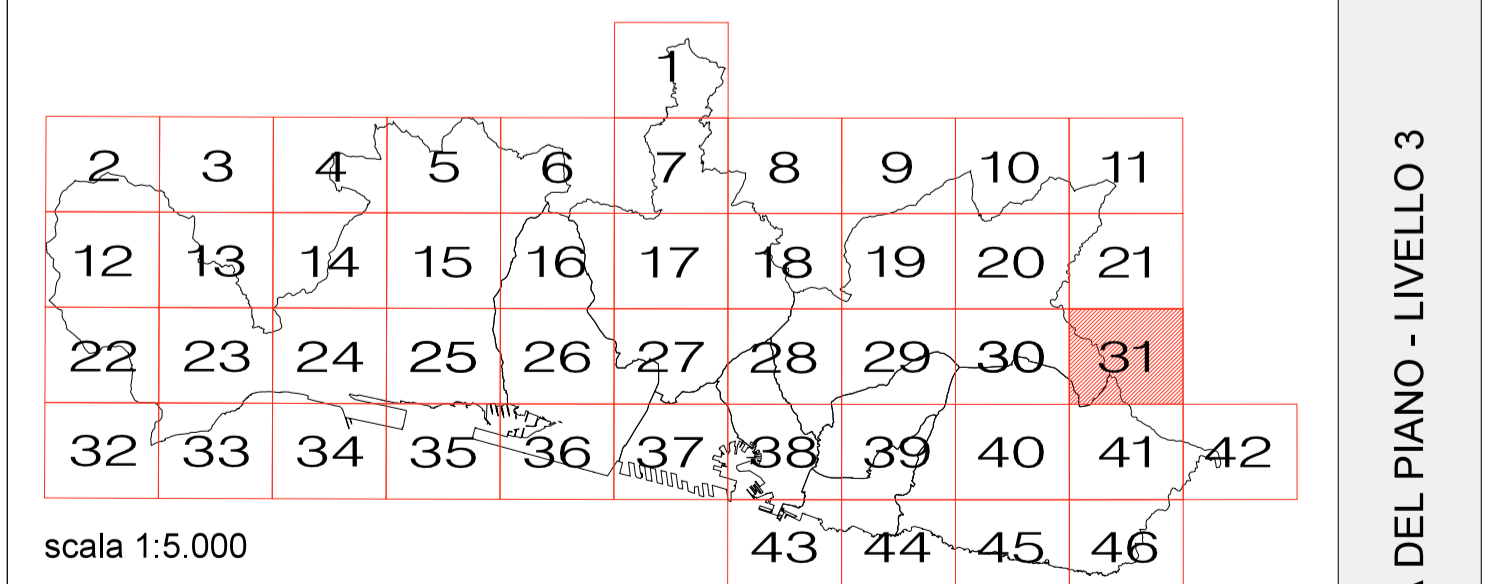 1
2 3 4 5 6 7 8 9 10 11
12 13 14 15 16 17 18 19 20 21
22 23 24 25 26 27 28 29 30 31
32 33 34 35 36 37 38 39 40 41 42
scala 1:5.000
43 44 45 46
DEL PIANO - LIVELLO 3